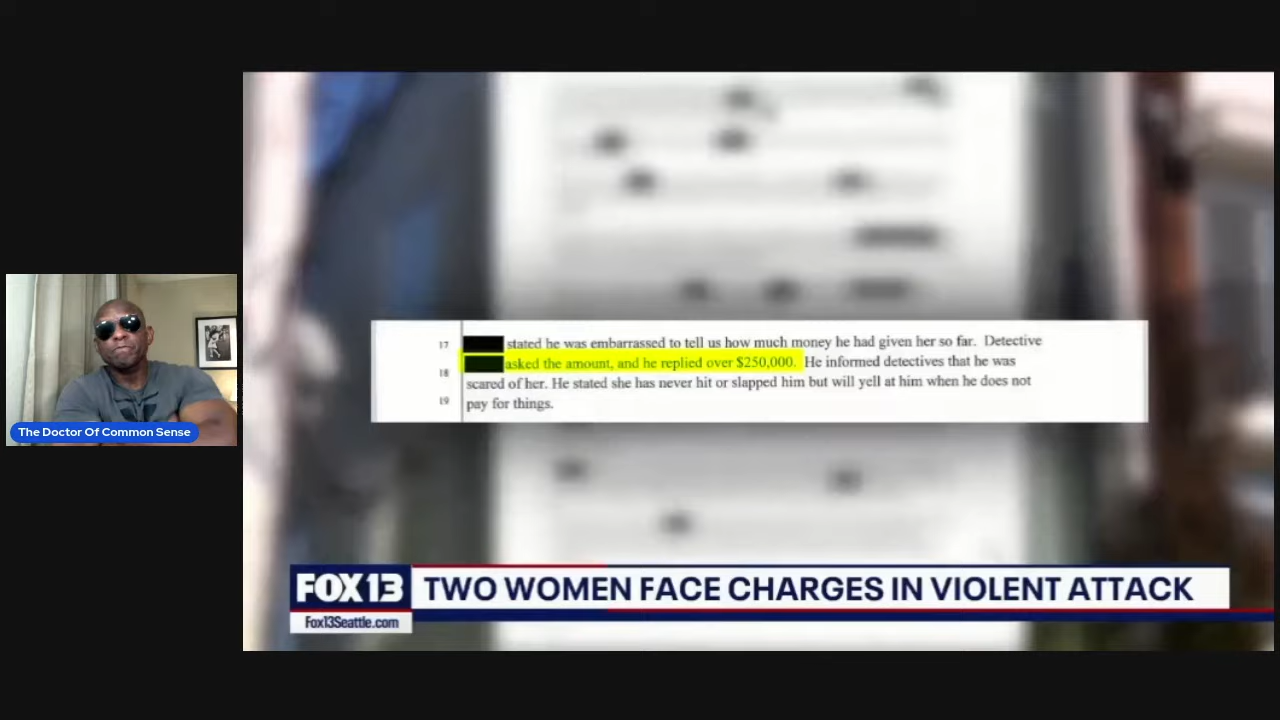 17 stated he was embarrassed to tell us how much money he had given her so far. Detective
18 asked the amount, and he replied over $250,000. He informed detectives that he was
scared of her. He stated she has never hit or slapped him but will yell at him when he does not
19 pay for things.
The Doctor Of Common Sense
FOX 13 TWO WOMEN FACE CHARGES IN VIOLENT ATTACK
Fox13Seattle.com